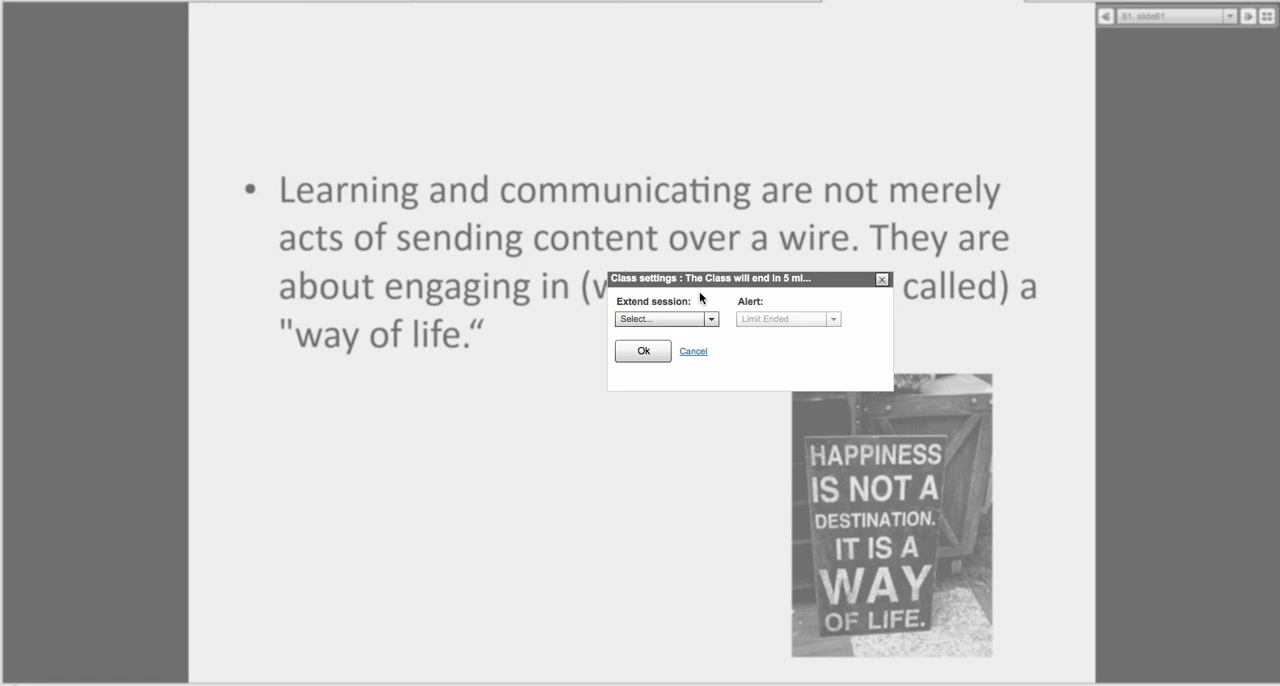 61. slide61
Learning and communicating are not merely
acts of sending content over a wire. They are
about engaging in (
called) a
"way of life.“
Class settings : The Class will end in 5 mi...
Extend session:
Alert:
Select...
Limit Ended
Ok
Cancel
HAPPINESS
IS NOT A
DESTINATION.
IT IS A
WAY
OF LIFE.